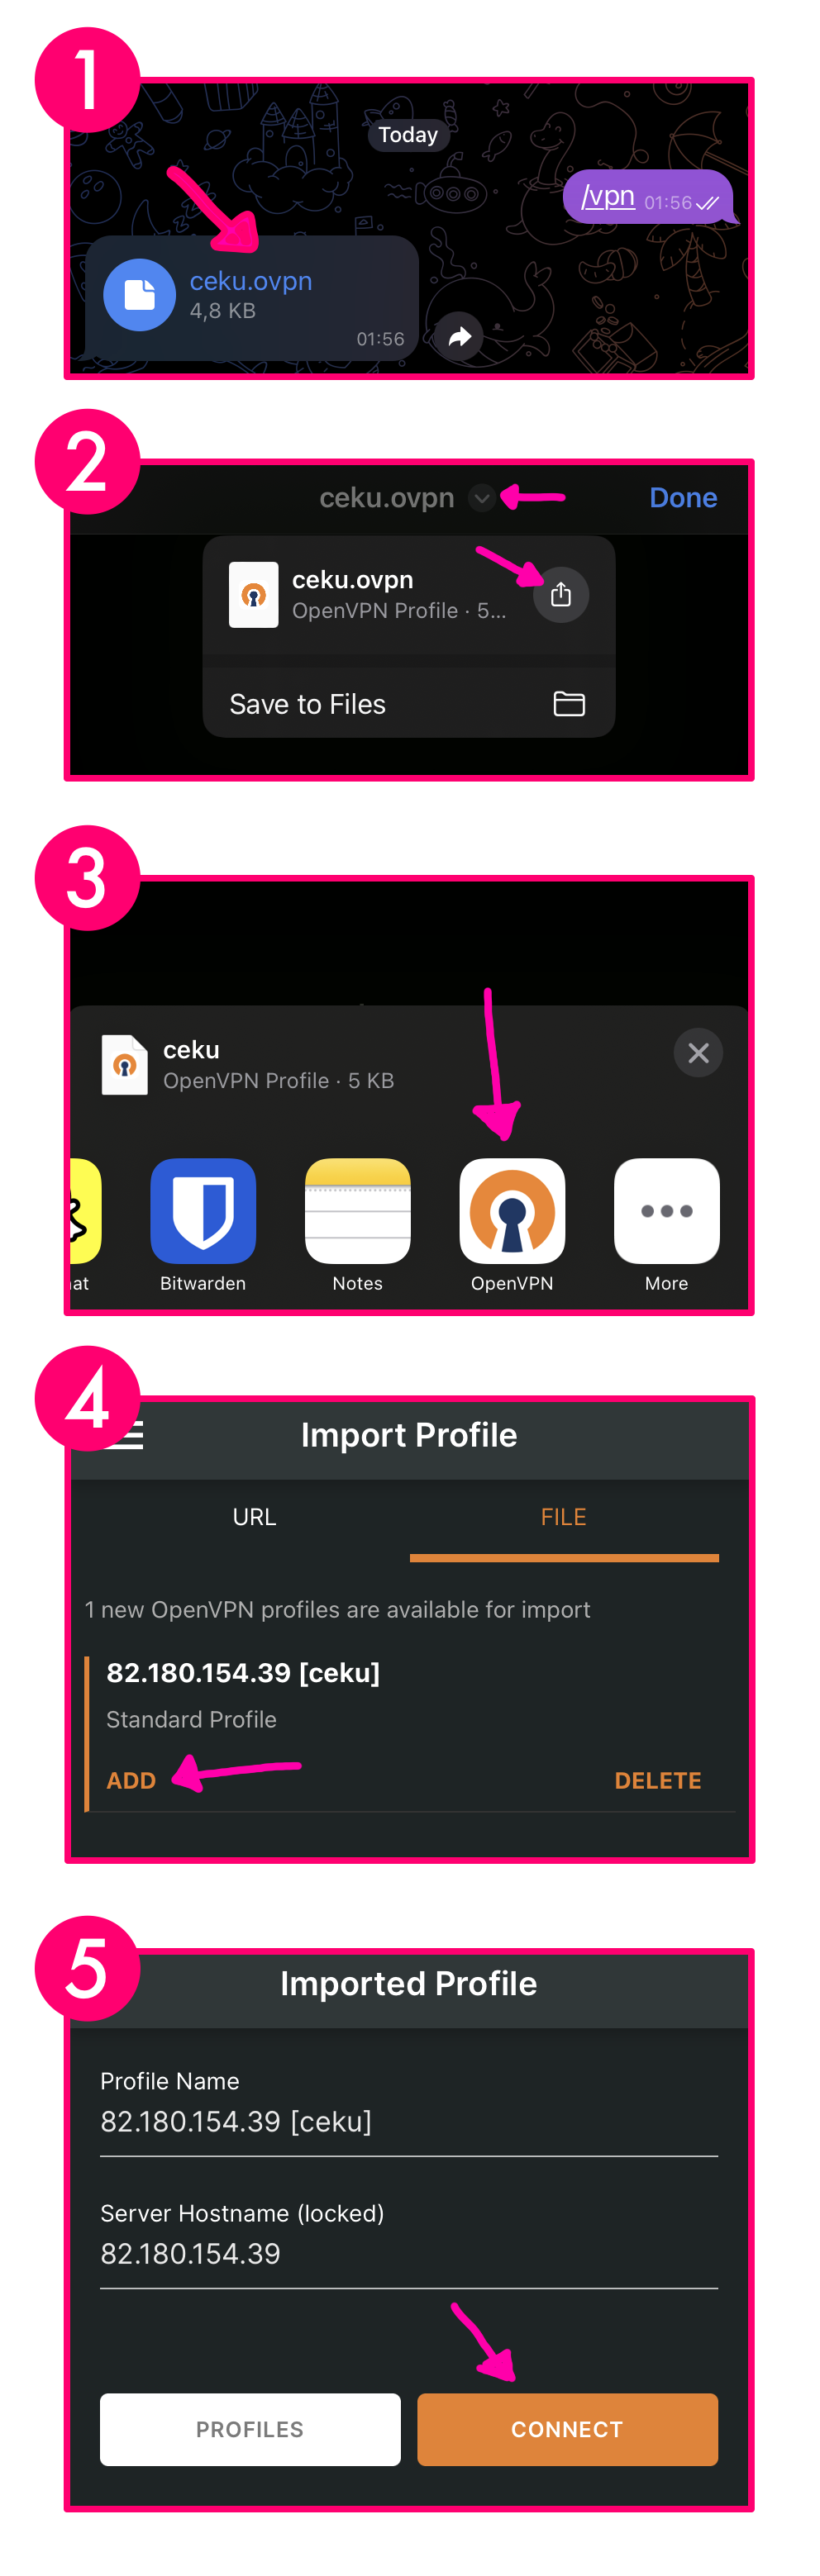 1
Today
/vpn 01:56
ceku.ovpn
4,8 KB
01:56
2
ceku.ovpn
Done
ceku.ovpn
OpenVPN Profile · 5...
Save to Files
3
ceku
OpenVPN Profile · 5 KB
at
Bitwarden
Notes
OpenVPN
More
4
Import Profile
URL
FILE
1 new OpenVPN profiles are available for import
82.180.154.39 [ceku]
Standard Profile
ADD
DELETE
5
Imported Profile
Profile Name
82.180.154.39 [ceku]
Server Hostname (locked)
82.180.154.39
PROFILES
CONNECT